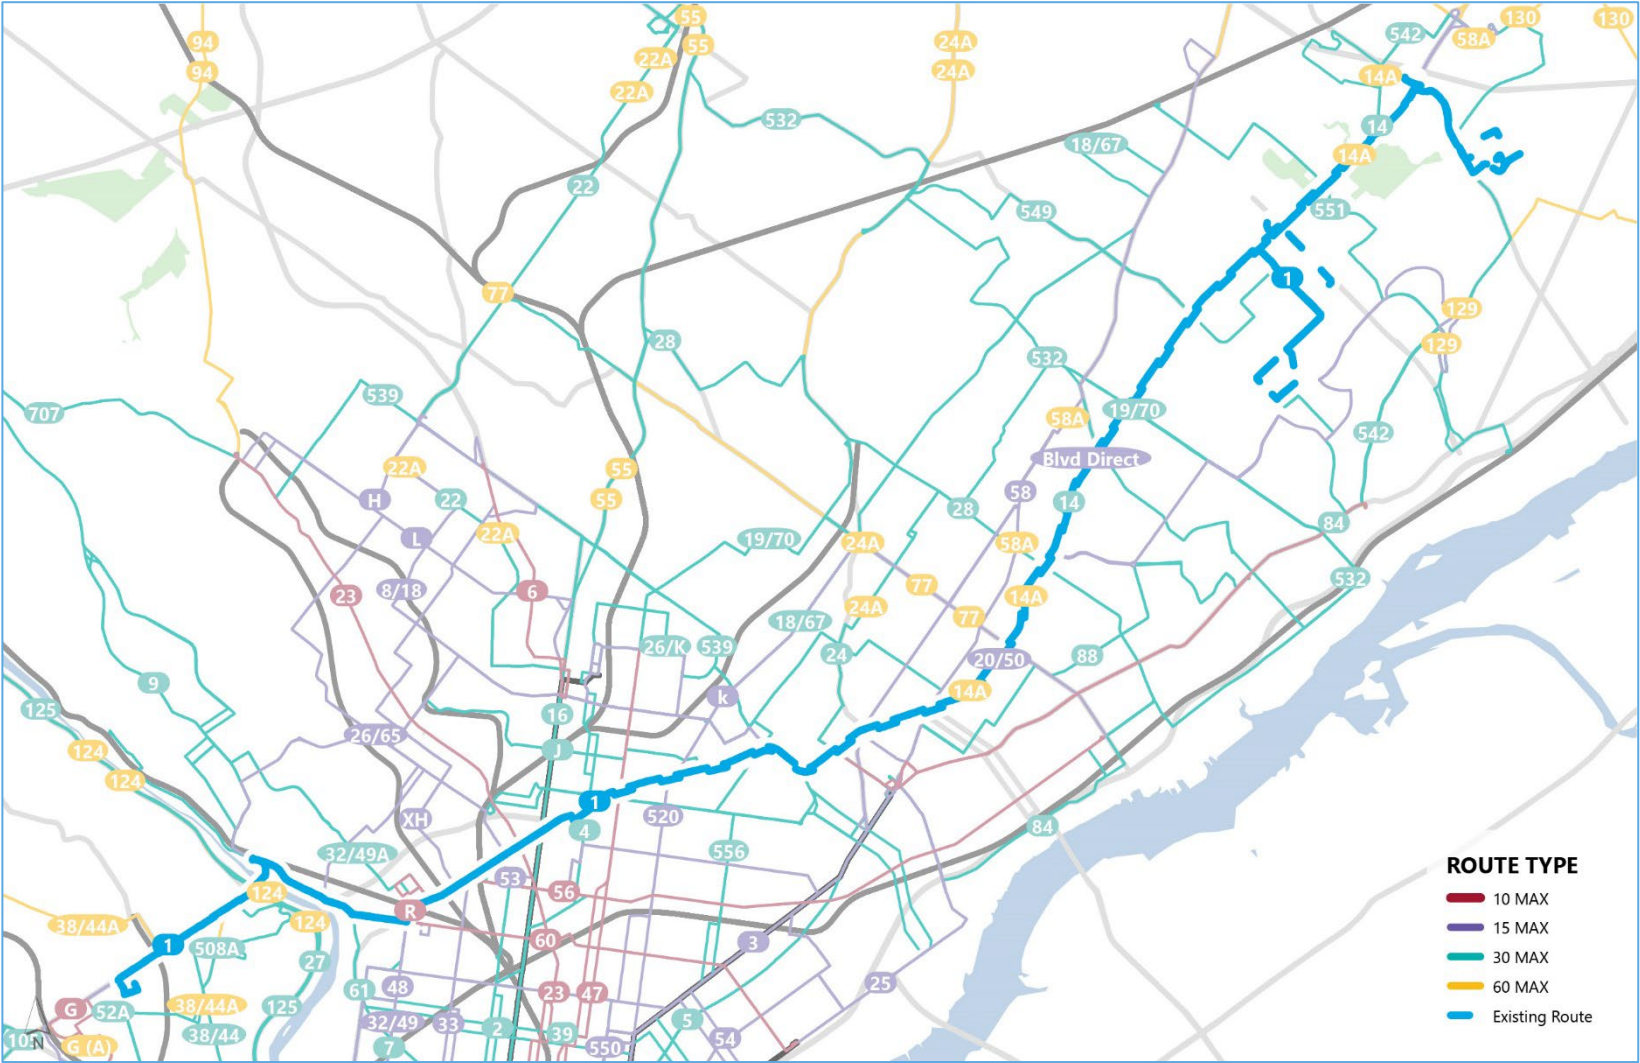 55
130
130
94
24A
542
58A
55
22A
94
24A
14A
22A
532
14
18/67
14A
22
549
551
1
77
129
28
129
532
539
707
19/70
58A
542
Blvd Direct
22A
55
H
22
55
58
14
28
84
22A
L
19/70
24A
58A
532
77
8/18
6
23
14A
24A
77
18/67
26/K
539
24
88
20/50
9
14A
k
125
16
26/65
124
J
124
1
520
XH
84
4
556
32/49A
ROUTE TYPE
53
124
56
10 MAX
R
38/44A
124
15 MAX
60
3
1
508A
30 MAX
27
25
60 MAX
48
61
23
47
G
52A
38/44A
125
Existing Route
32/49
33
2
39
5
38/44
54
10
N
G (A)
7
550